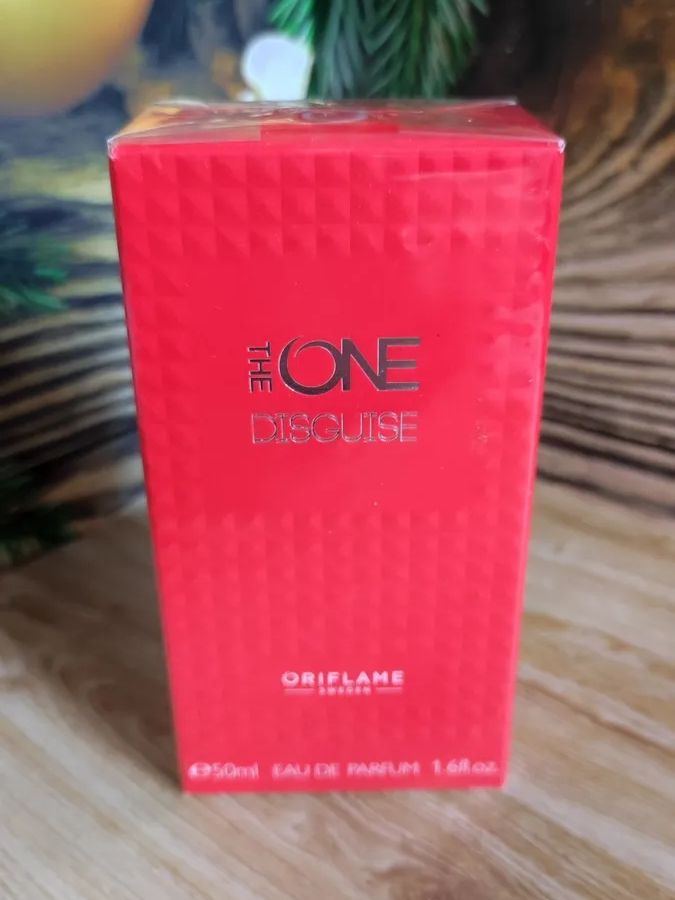 THE ONE
DISGUISE
ORIFLAME
SWEDEN
℮50ml EAU DE PARFUM 1.6fl.oz.